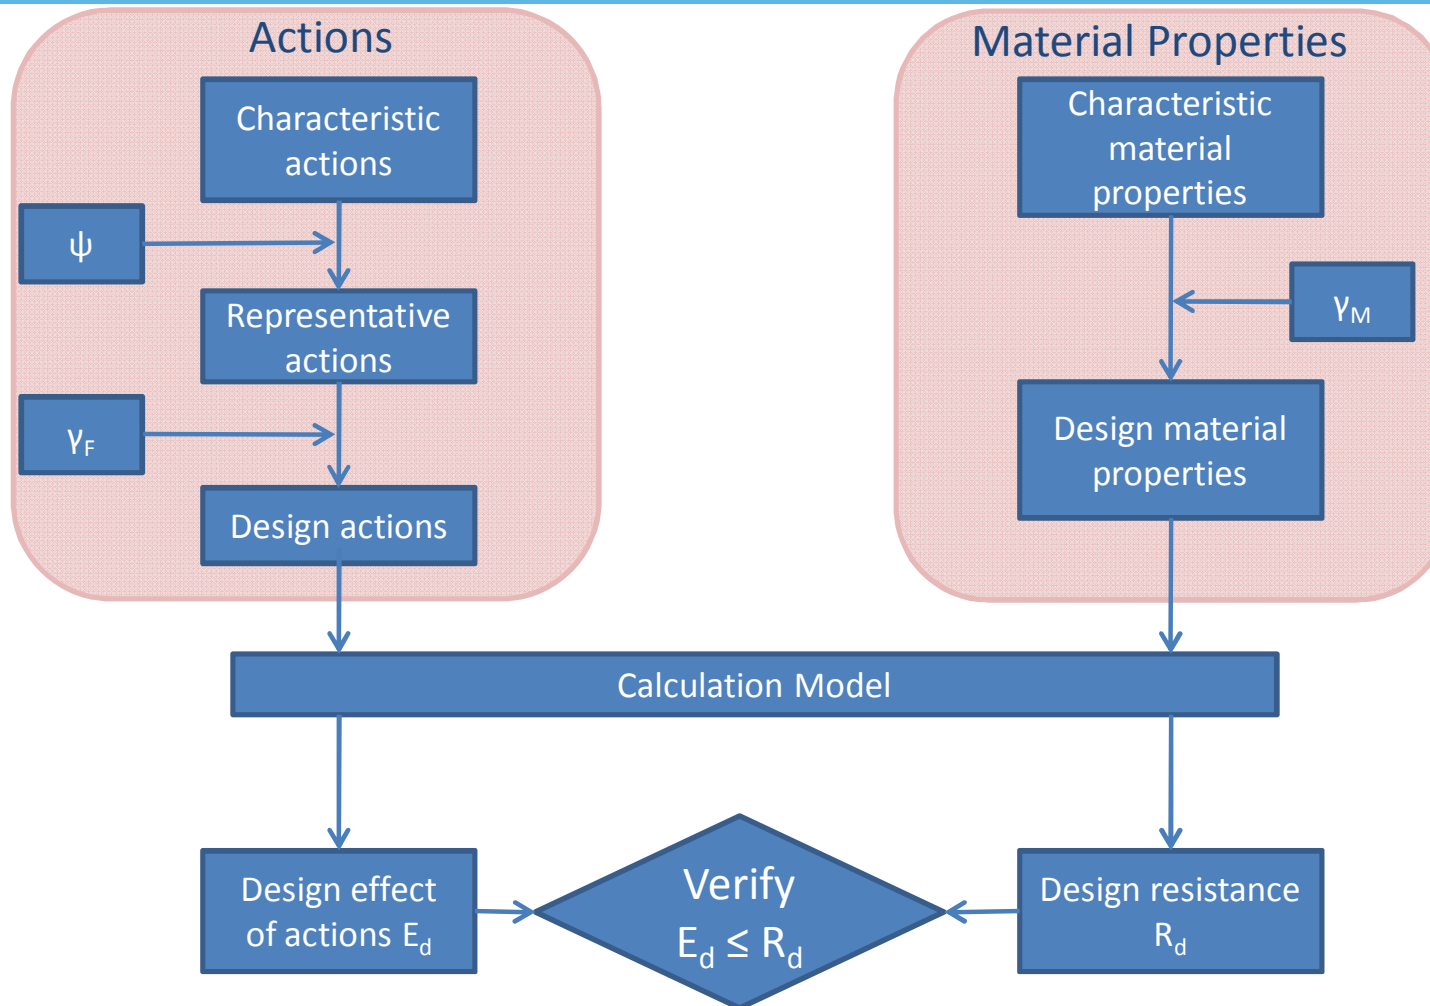 Actions
Characteristic
actions
ψ
Representative
actions
γF
Design actions
Material Properties
Characteristic
material
properties
γM
Design material
properties
Calculation Model
Design effect
of actions Ed
Verify
Ed ≤ Rd
Design resistance
Rd